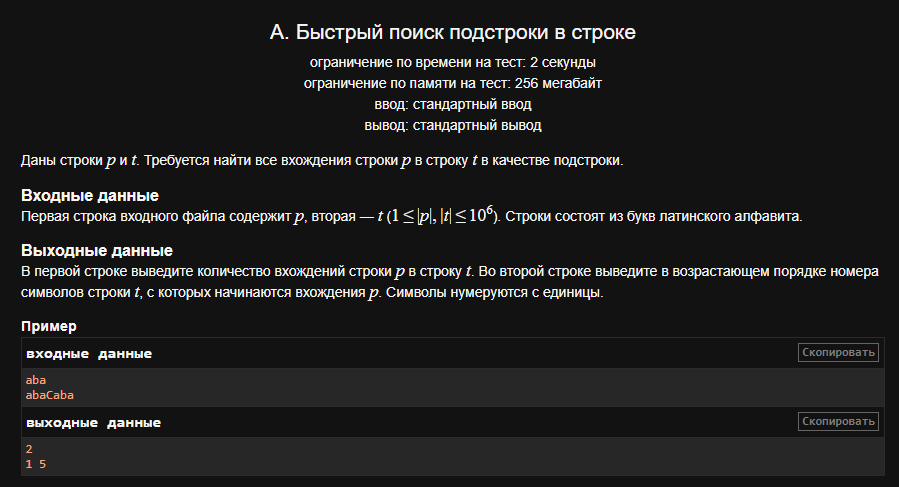 А. Быстрый поиск подстроки в строке
ограничение по времени на тест: 2 секунды
ограничение по памяти на тест: 256 мегабайт
ввод: стандартный ввод
вывод: стандартный вывод
Даны строки p и t. Требуется найти все вхождения строки p в строку t в качестве подстроки.
Входные данные
Первая строка входного файла содержит p, вторая — t (1 ≤ |p|, |t| ≤ 10⁶). Строки состоят из букв латинского алфавита.
Выходные данные
В первой строке выведите количество вхождений строки p в строку t. Во второй строке выведите в возрастающем порядке номера
символов строки t, с которых начинаются вхождения p. Символы нумеруются с единицы.
Пример
входные данные
Скопировать
aba
abaCaba
выходные данные
Скопировать
2
1 5